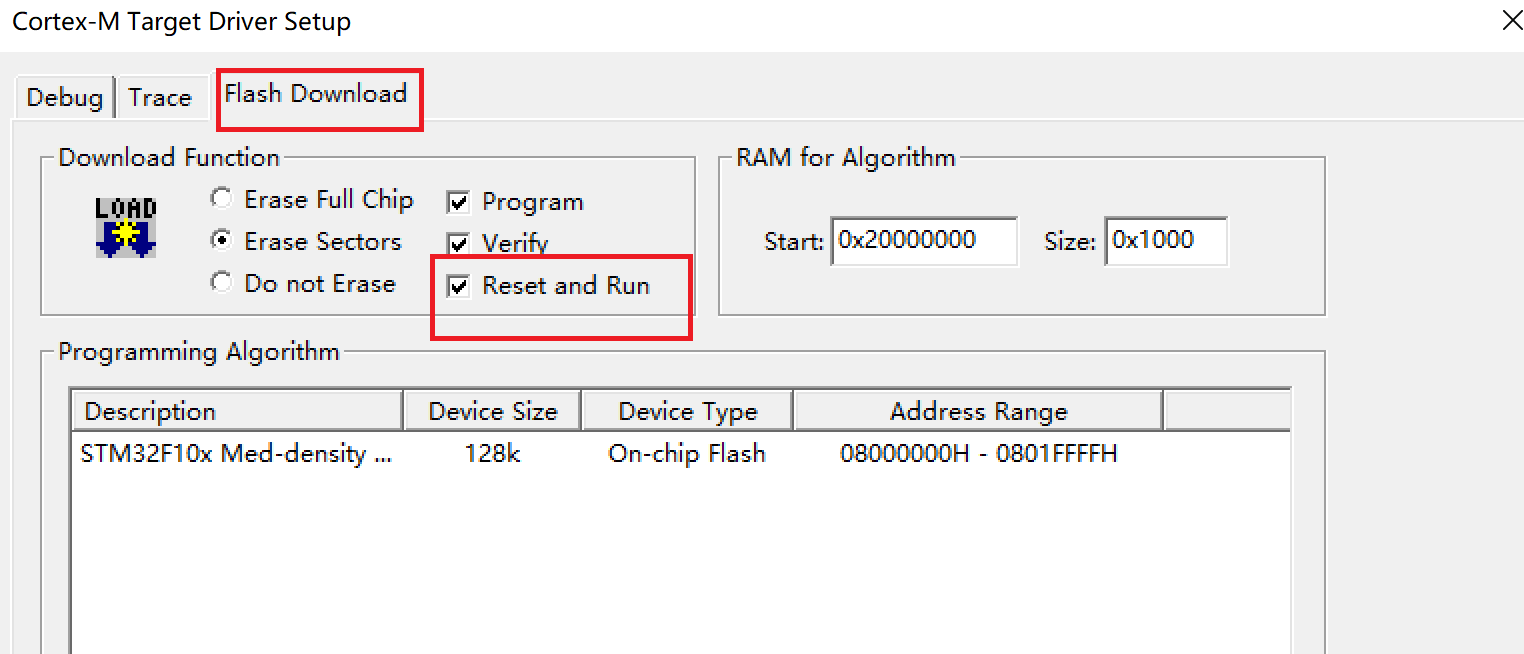 Cortex-M Target Driver Setup
Debug Trace Flash Download
Download Function
LOAD
Erase Full Chip
Erase Sectors
Do not Erase
Program
Verify
Reset and Run
RAM for Algorithm
Start: 0x20000000 Size: 0x1000
Programming Algorithm
Description Device Size Device Type Address Range
STM32F10x Med-density ... 128k On-chip Flash 08000000H - 0801FFFFH